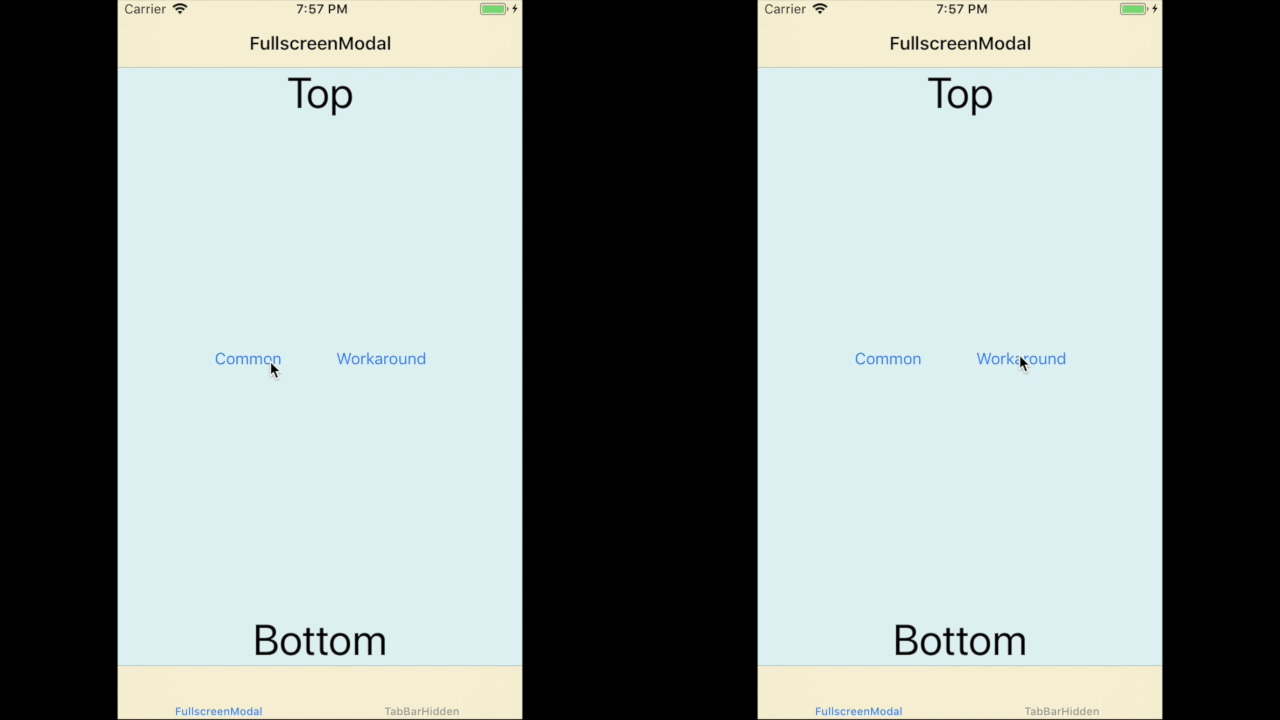 Carrier 7:57 PM
FullscreenModal
Top
Common Workaround
Bottom
FullscreenModal TabBarHidden
Carrier 7:57 PM
FullscreenModal
Top
Common Workaround
Bottom
FullscreenModal TabBarHidden